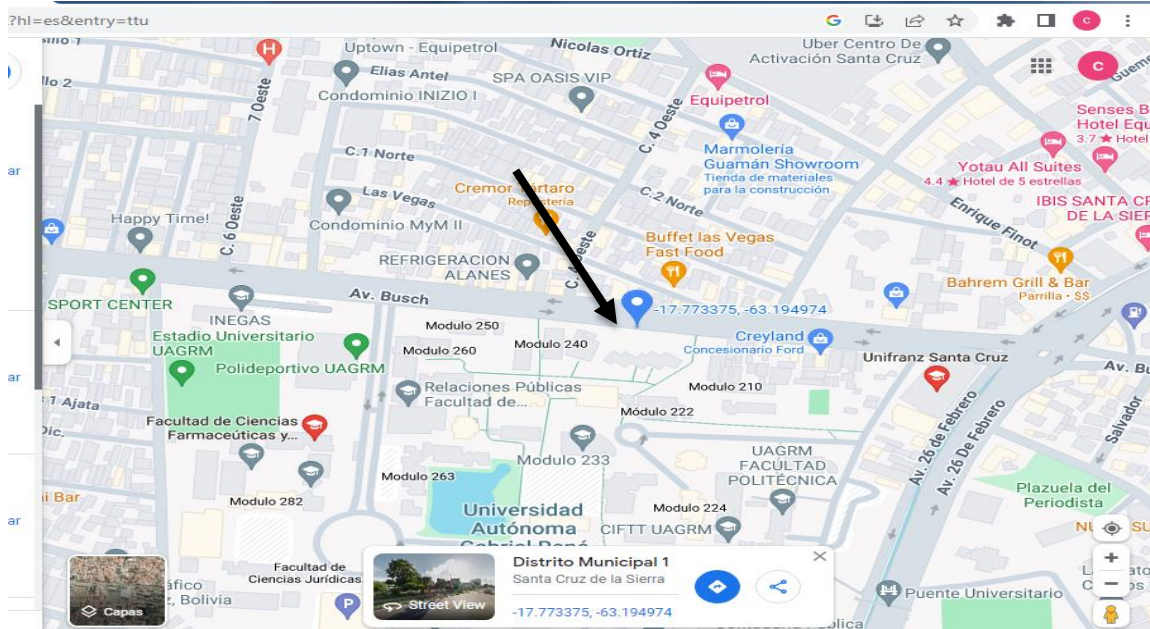 ?hl=es&entry=ttu
C
Uptown - Equipetrol
Nicolas Ortiz
Uber Centro De
Activación Santa Cruz
C
H
Elias Antel
SPA OASIS VIP
Condominio INIZIO I
7 Oeste
Equipetrol
C. 4 Oeste
Senses B
Hotel Equ
3.7 ★ Hotel
Marmolería
Guamán Showroom
Tienda de materiales
para la construcción
C.1 Norte
Yotau All Suites
4.4 ★ Hotel de 5 estrellas
ar
Las Vegas
C.2 Norte
IBIS SANTA CR
DE LA SIER
Enrique Finot
Happy Time!
C. 6 Oeste
Condominio MyM II
Repostería
Buffet las Vegas
Fast Food
REFRIGERACION
ALANES
Bahrem Grill & Bar
Parrilla • $$
SPORT CENTER
Av. Busch
-17.773375, -63.194974
INEGAS
Modulo 250
Estadio Universitario
UAGRM
Modulo 260
Modulo 240
Creyland
Concesionario Ford
Unifranz Santa Cruz
Polideportivo UAGRM
Av. Bu
ar
Relaciones Públicas
Facultad de...
Modulo 210
Módulo 222
Facultad de Ciencias
Farmaceúticas y...
Salvador
Av. 26 de Febrero
Av. 26 De Febrero
Modulo 233
UAGRM
FACULTAD
POLITÉCNICA
Modulo 263
Plazuela del
Periodista
Modulo 282
Universidad
Autónoma
Modulo 224
CIFTT UAGRM
ar
Distrito Municipal 1
Santa Cruz de la Sierra
-17.773375, -63.194974
Street View
Facultad de
Ciencias Jurídicas
Capas
Bolivia
P
Puente Universitario